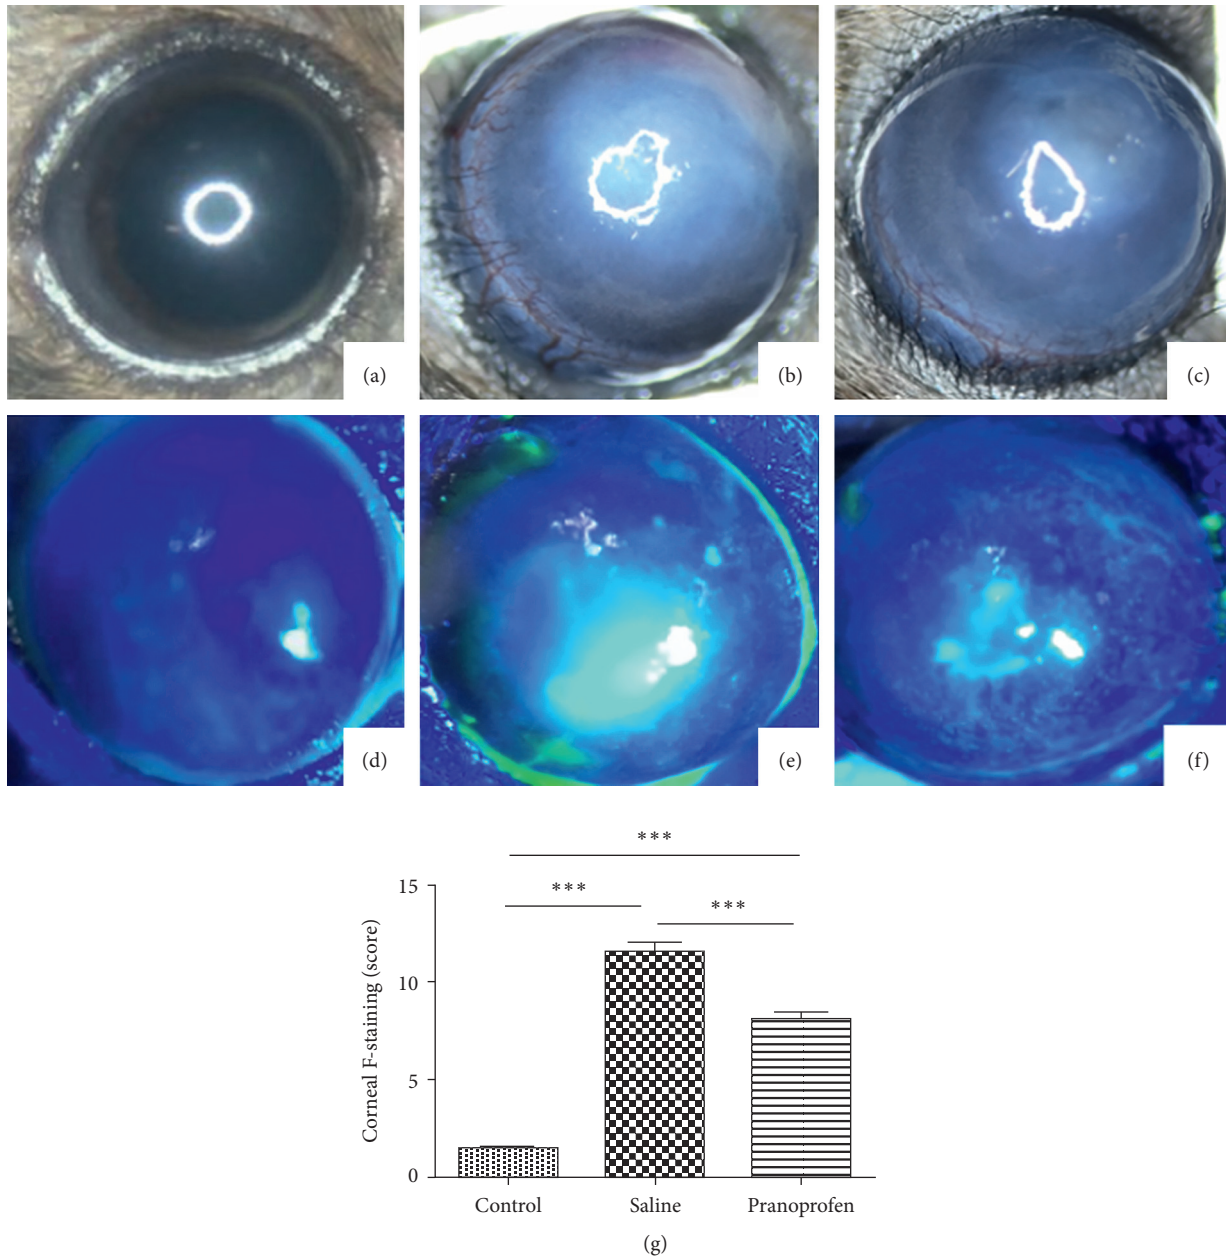 (a)
(b)
(c)
(d)
(e)
(f)
***
***
***
15
10
5
0
Corneal F-staining (score)
Control
Saline
Pranoprofen
(g)